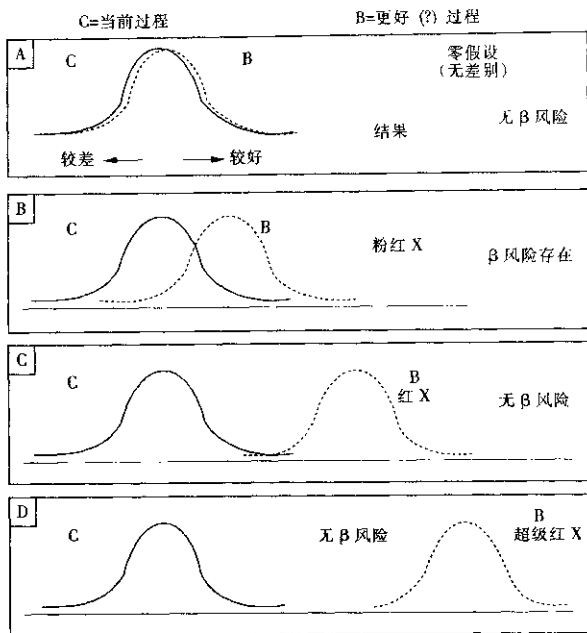 C=当前过程 B=更好 (?) 过程
A
C B 零假设
(无差别)
结果 无 β 风险
较差 较好
B
C B 粉红 X β 风险存在
C
C B
红 X 无 β 风险
D
C 无 β 风险 B
超级红 X